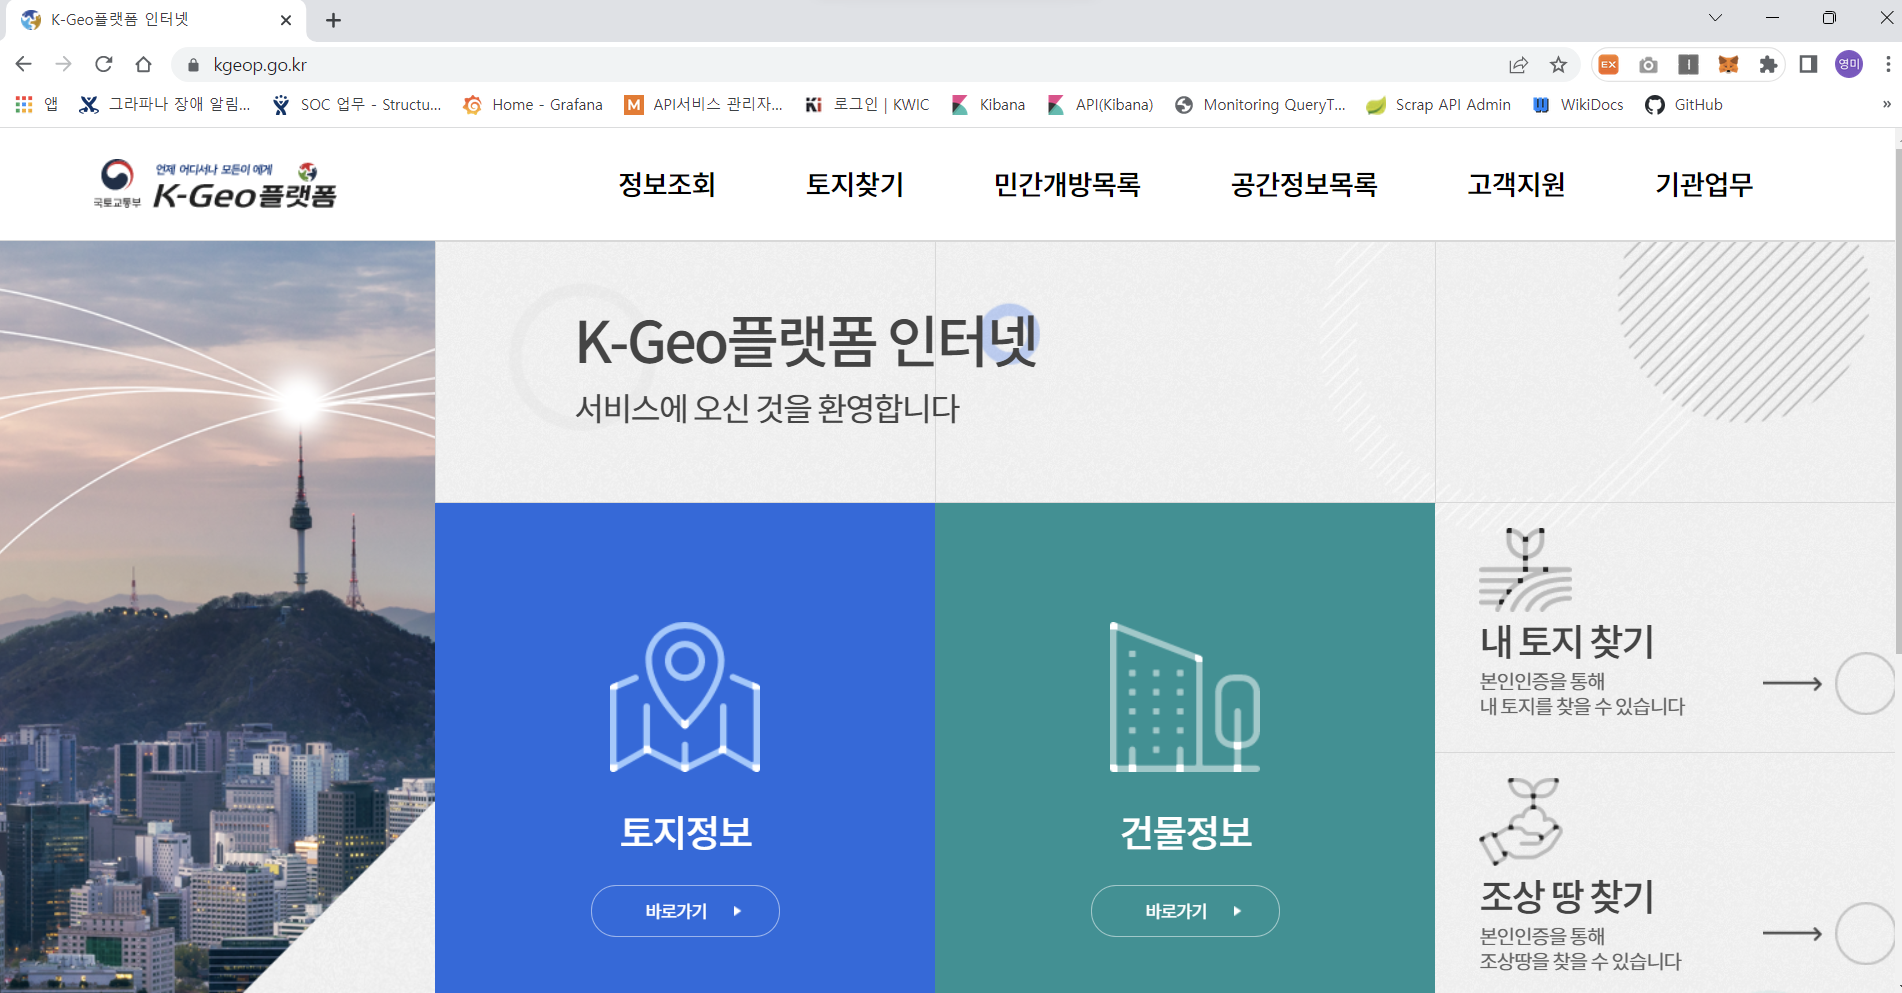 K-Geo플랫폼 인터넷
kgeop.go.kr
EX
영미
앱
그라파나 장애 알림...
SOC 업무 - Structu...
Home - Grafana
M
API서비스 관리자...
Ki
로그인 | KWIC
Kibana
API(Kibana)
Monitoring QueryT...
Scrap API Admin
WikiDocs
GitHub
»
국토교통부
언제 어디서나 모든이에게
K-Geo플랫폼
정보조회
토지찾기
민간개방목록
공간정보목록
고객지원
기관업무
K-Geo플랫폼 인터넷
서비스에 오신 것을 환영합니다
토지정보
바로가기
건물정보
바로가기
내 토지 찾기
본인인증을 통해
내 토지를 찾을 수 있습니다
조상 땅 찾기
본인인증을 통해
조상땅을 찾을 수 있습니다